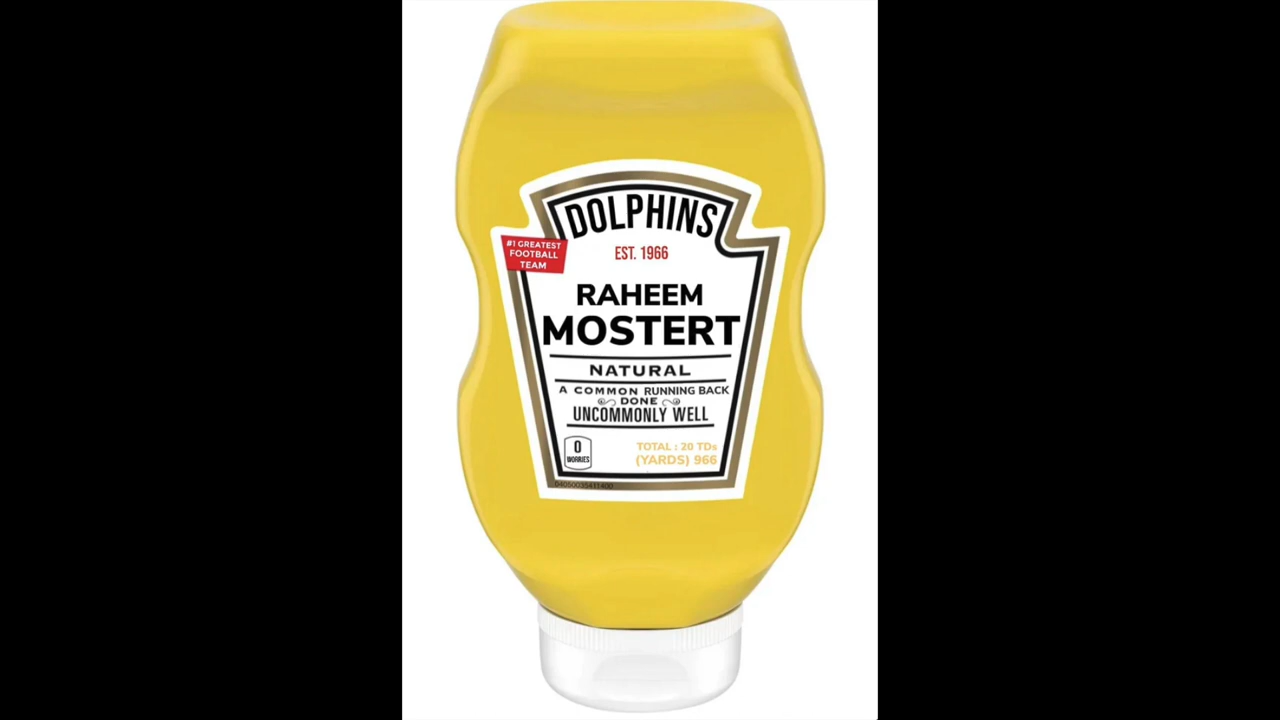 DOLPHINS
EST. 1966
#1 GREATEST
FOOTBALL
TEAM
RAHEEM
MOSTERT
NATURAL
A COMMON RUNNING BACK
DONE
UNCOMMONLY WELL
0
WORRIES
TOTAL : 20 TDs
(YARDS) 966